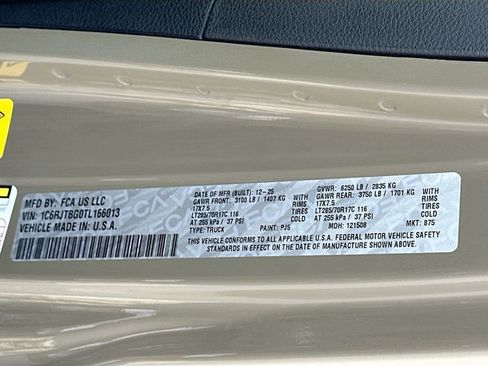 MFD BY: FCA US LLC
VIN: 1C6RJTBG0TL166013
VEHICLE MADE IN: U.S.A.
DATE OF MFR (BUILT): 12-25 GVWR: 6250 LB / 2835 KG
GAWR FRONT: 3100 LB / 1407 KG WITH GAWR REAR: 3750 LB / 1701 KG WITH
17X7.5 RIMS, 17X7.5 RIMS,
LT285/70R17C 116 TIRES LT285/70R17C 116 TIRES
AT 255 kPa / 37 PSI COLD AT 255 kPa / 37 PSI COLD
THIS VEHICLE CONFORMS TO ALL APPLICABLE U.S.A. FEDERAL MOTOR VEHICLE SAFETY
STANDARDS IN EFFECT ON THE DATE OF MANUFACTURE SHOWN ABOVE.
TYPE: TRUCK PAINT: PJ5 MDH: 121508 MKT: 875